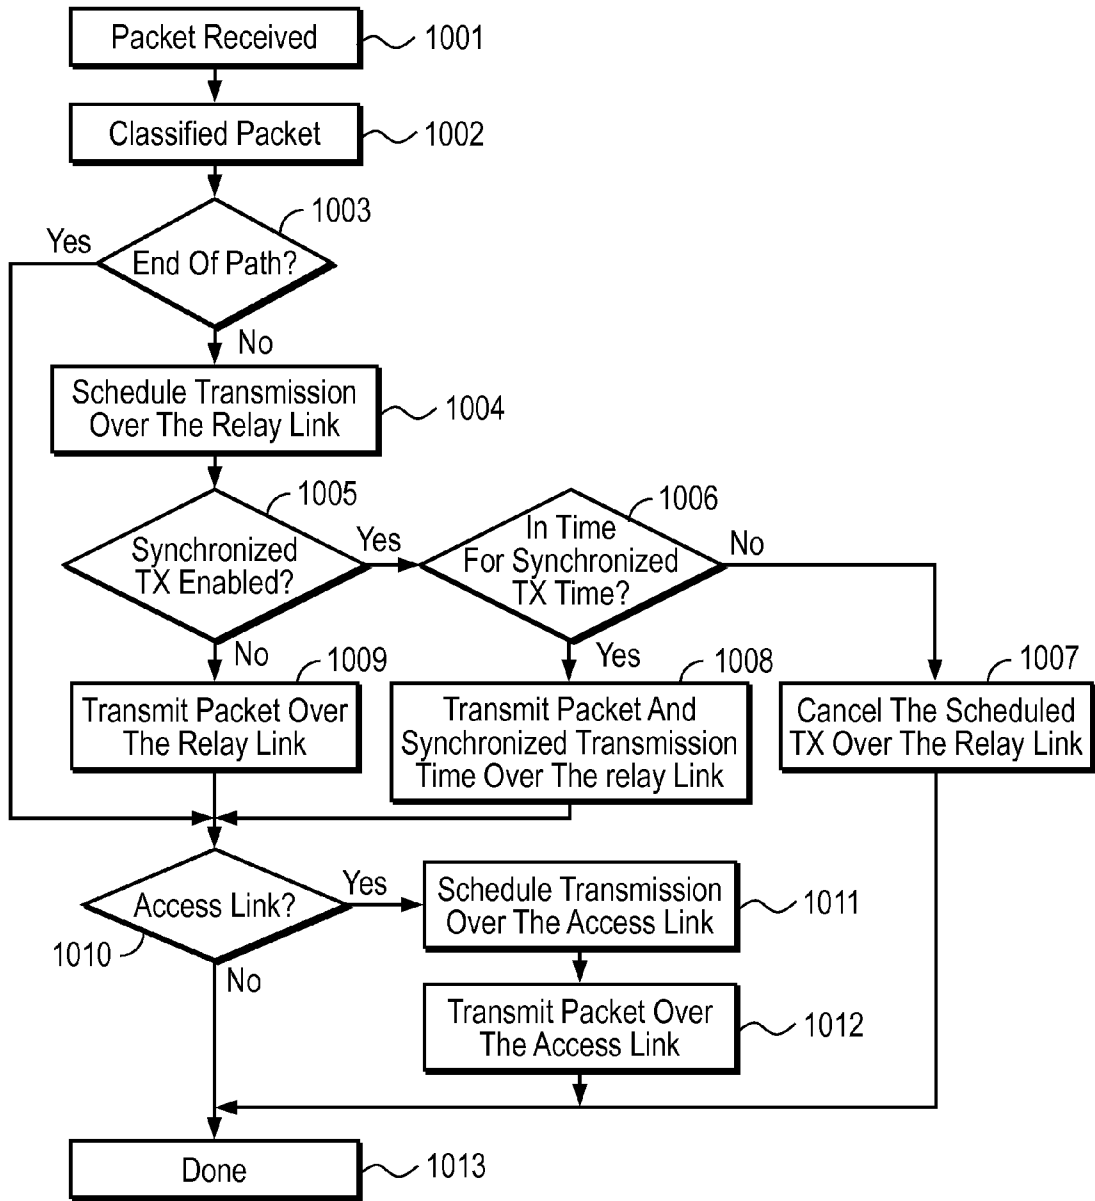 Packet Received
1001
Classified Packet
1002
1003
Yes
End Of Path?
No
Schedule Transmission
Over The Relay Link
1004
1005
1006
Synchronized
TX Enabled?
Yes
In Time
For Synchronized
TX Time?
No
No
Yes
1009
1008
1007
Transmit Packet Over
The Relay Link
Transmit Packet And
Synchronized Transmission
Time Over The relay Link
Cancel The Scheduled
TX Over The Relay Link
Access Link?
Yes
1010
No
Schedule Transmission
Over The Access Link
1011
Transmit Packet Over
The Access Link
1012
Done
1013